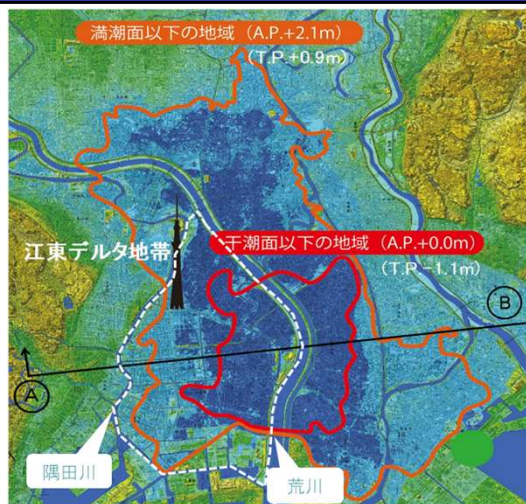 満潮面以下の地域（A.P.+2.1m）
（T.P.+0.9m）
江東デルタ地帯
干潮面以下の地域（A.P.+0.0m）
（T.P.-1.1m）
B
A
隅田川
荒川